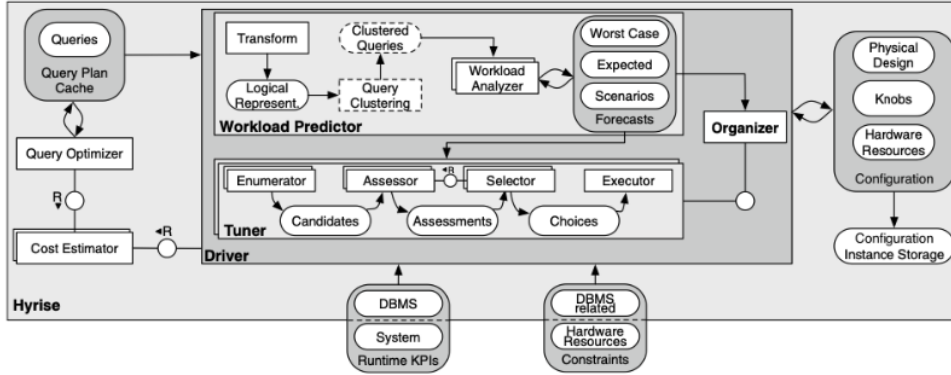 Queries
Query Plan
Cache
Query Optimizer
R
Cost Estimator
R
Hyrise
Transform
Logical
Represent.
Clustered
Queries
Query
Clustering
Workload
Analyzer
Worst Case
Expected
Scenarios
Forecasts
Workload Predictor
Organizer
Enumerator
Assessor
R
Selector
Executor
Candidates
Assessments
Choices
Tuner
Driver
Physical
Design
Knobs
Hardware
Resources
Configuration
Configuration
Instance Storage
DBMS
System
Runtime KPIs
DBMS
related
Hardware
Resources
Constraints